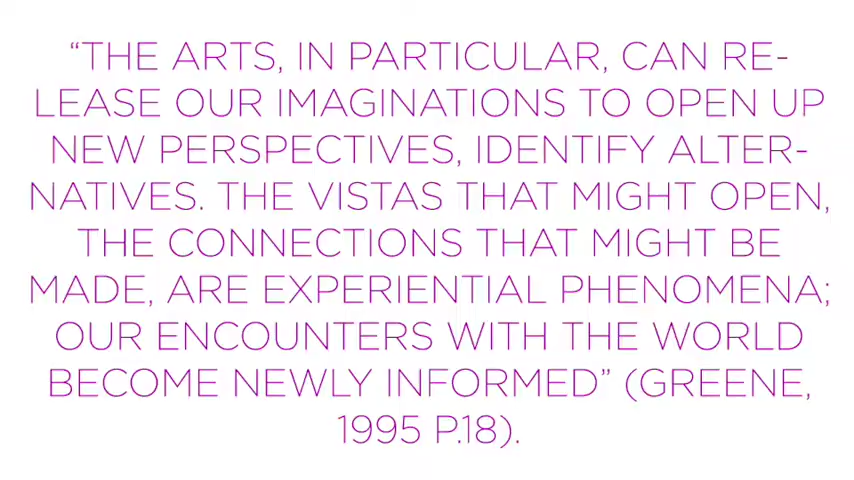 “THE ARTS, IN PARTICULAR, CAN RE-
LEASE OUR IMAGINATIONS TO OPEN UP
NEW PERSPECTIVES, IDENTIFY ALTER-
NATIVES. THE VISTAS THAT MIGHT OPEN,
THE CONNECTIONS THAT MIGHT BE
MADE, ARE EXPERIENTIAL PHENOMENA;
OUR ENCOUNTERS WITH THE WORLD
BECOME NEWLY INFORMED” (GREENE,
1995 P.18).